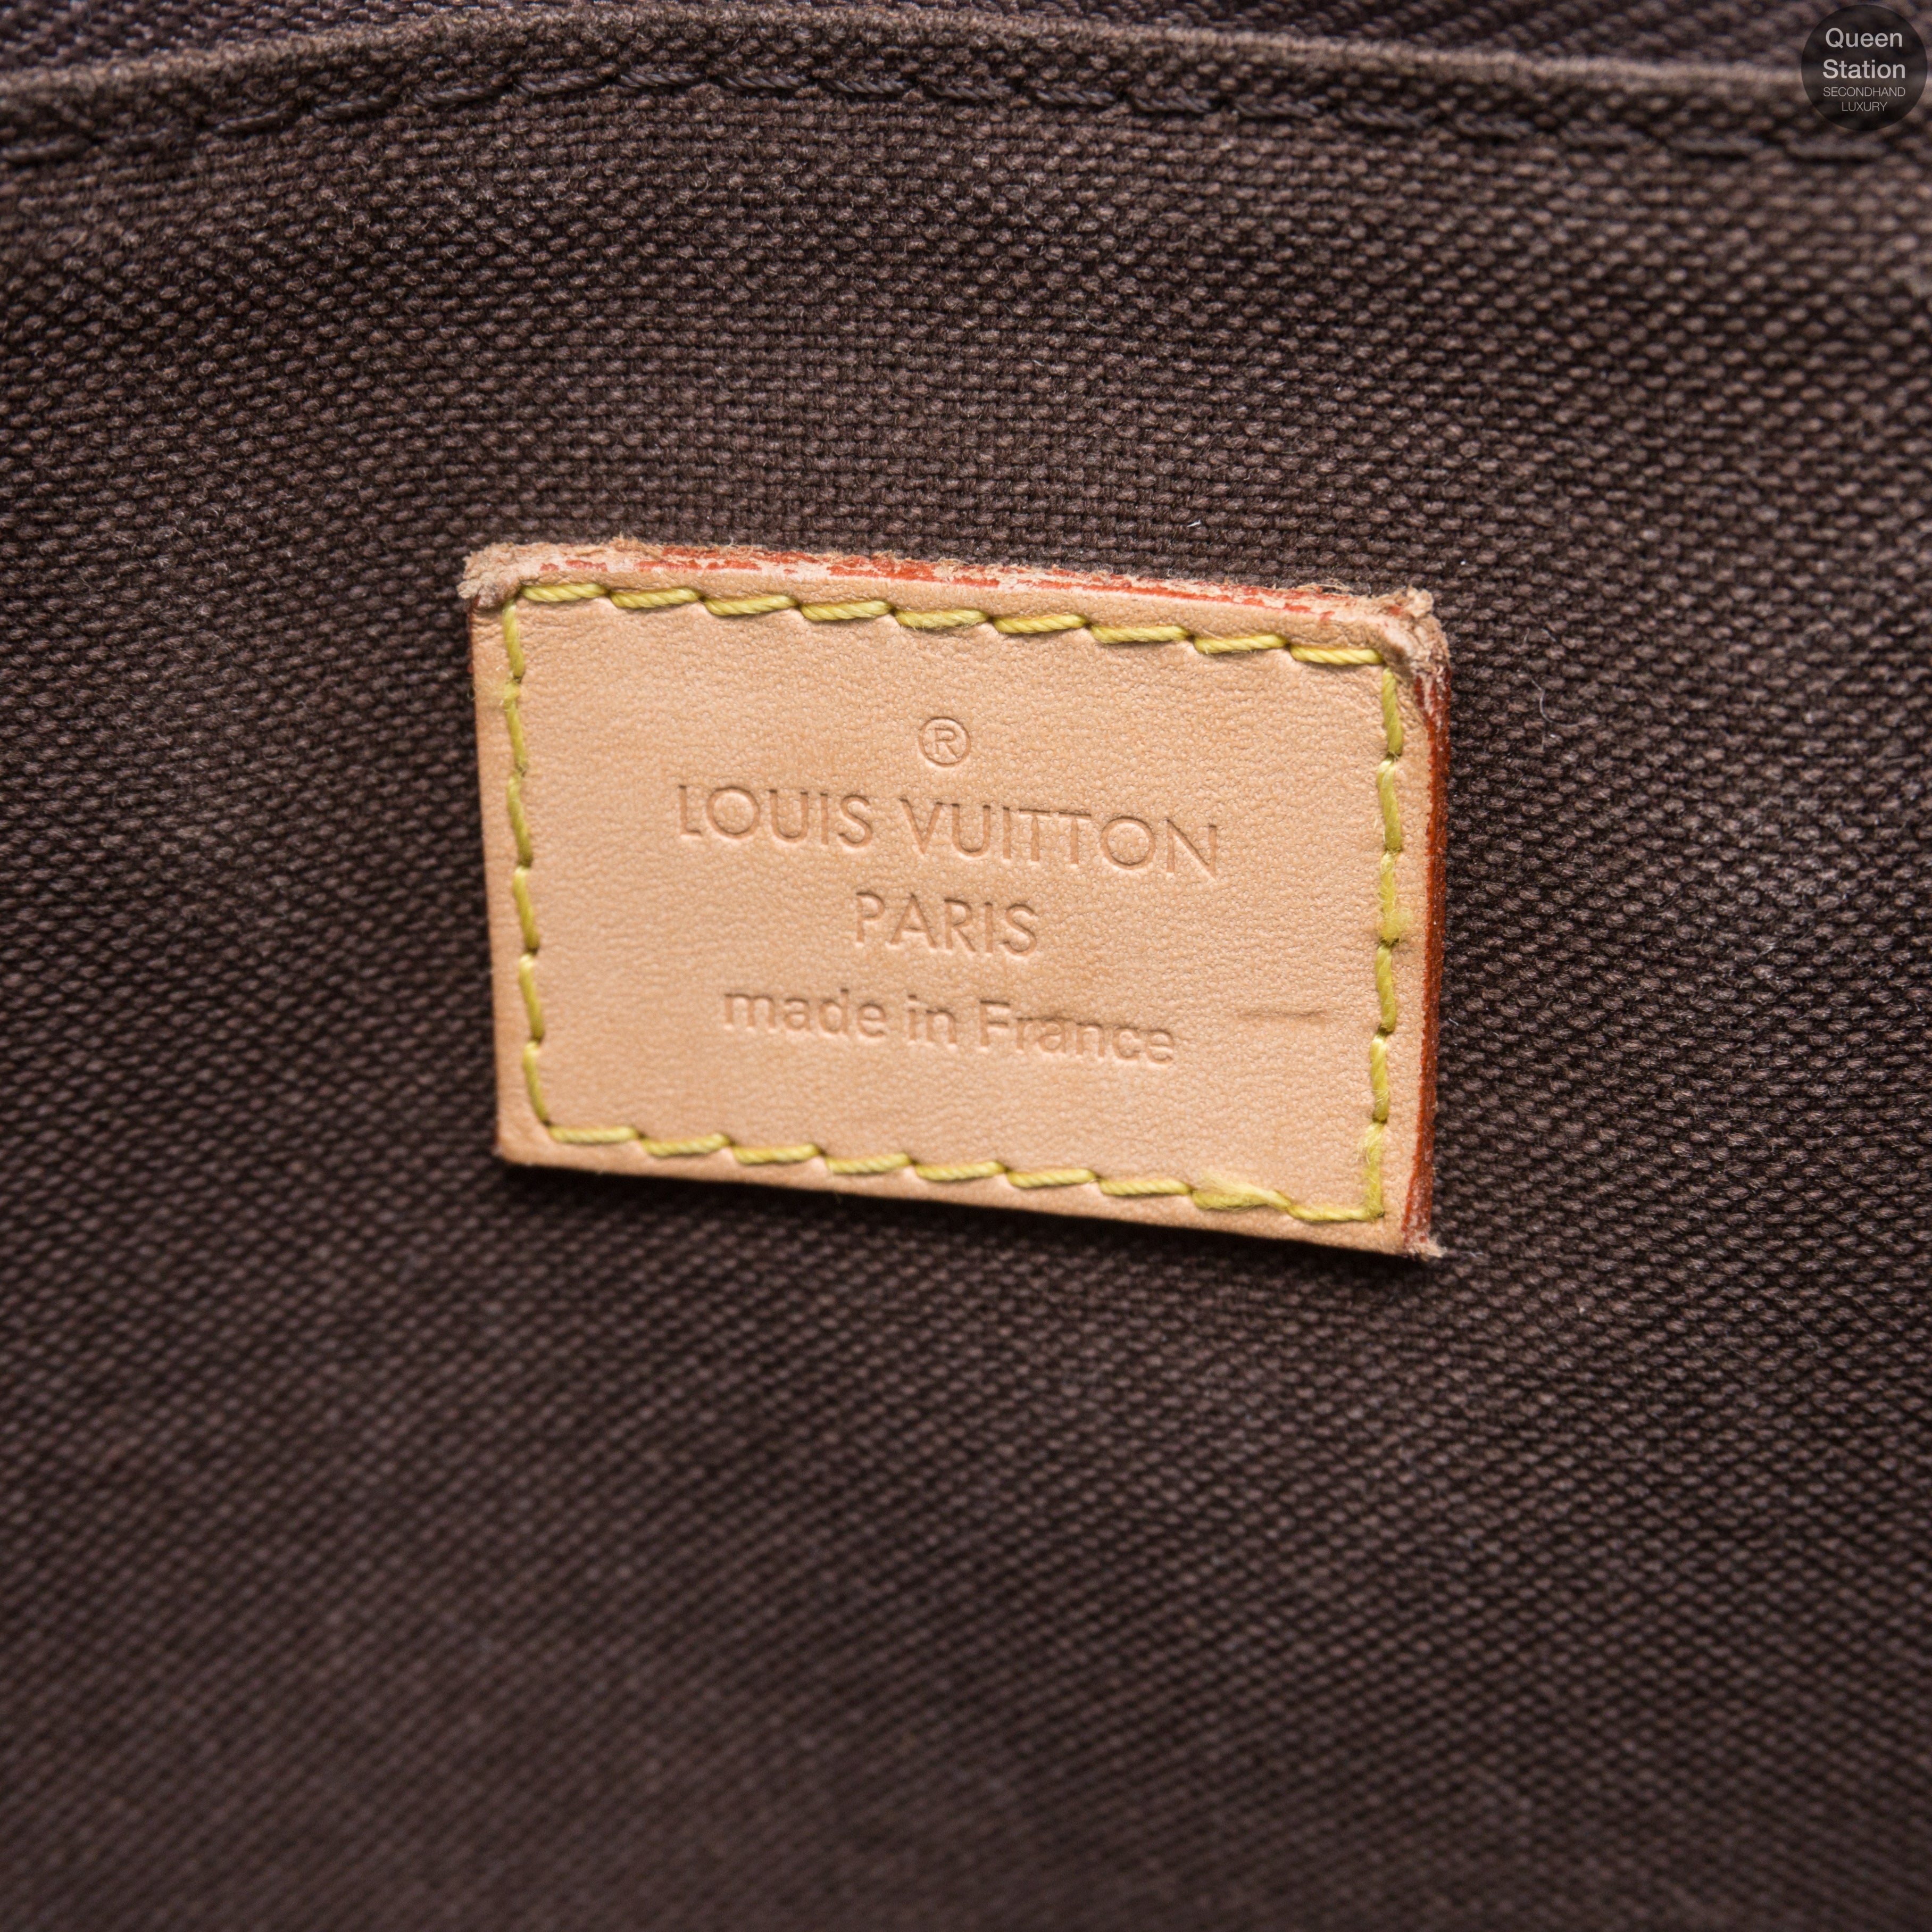 Queen
Station
SECONDHAND
LUXURY
®
LOUIS VUITTON
PARIS
made in France